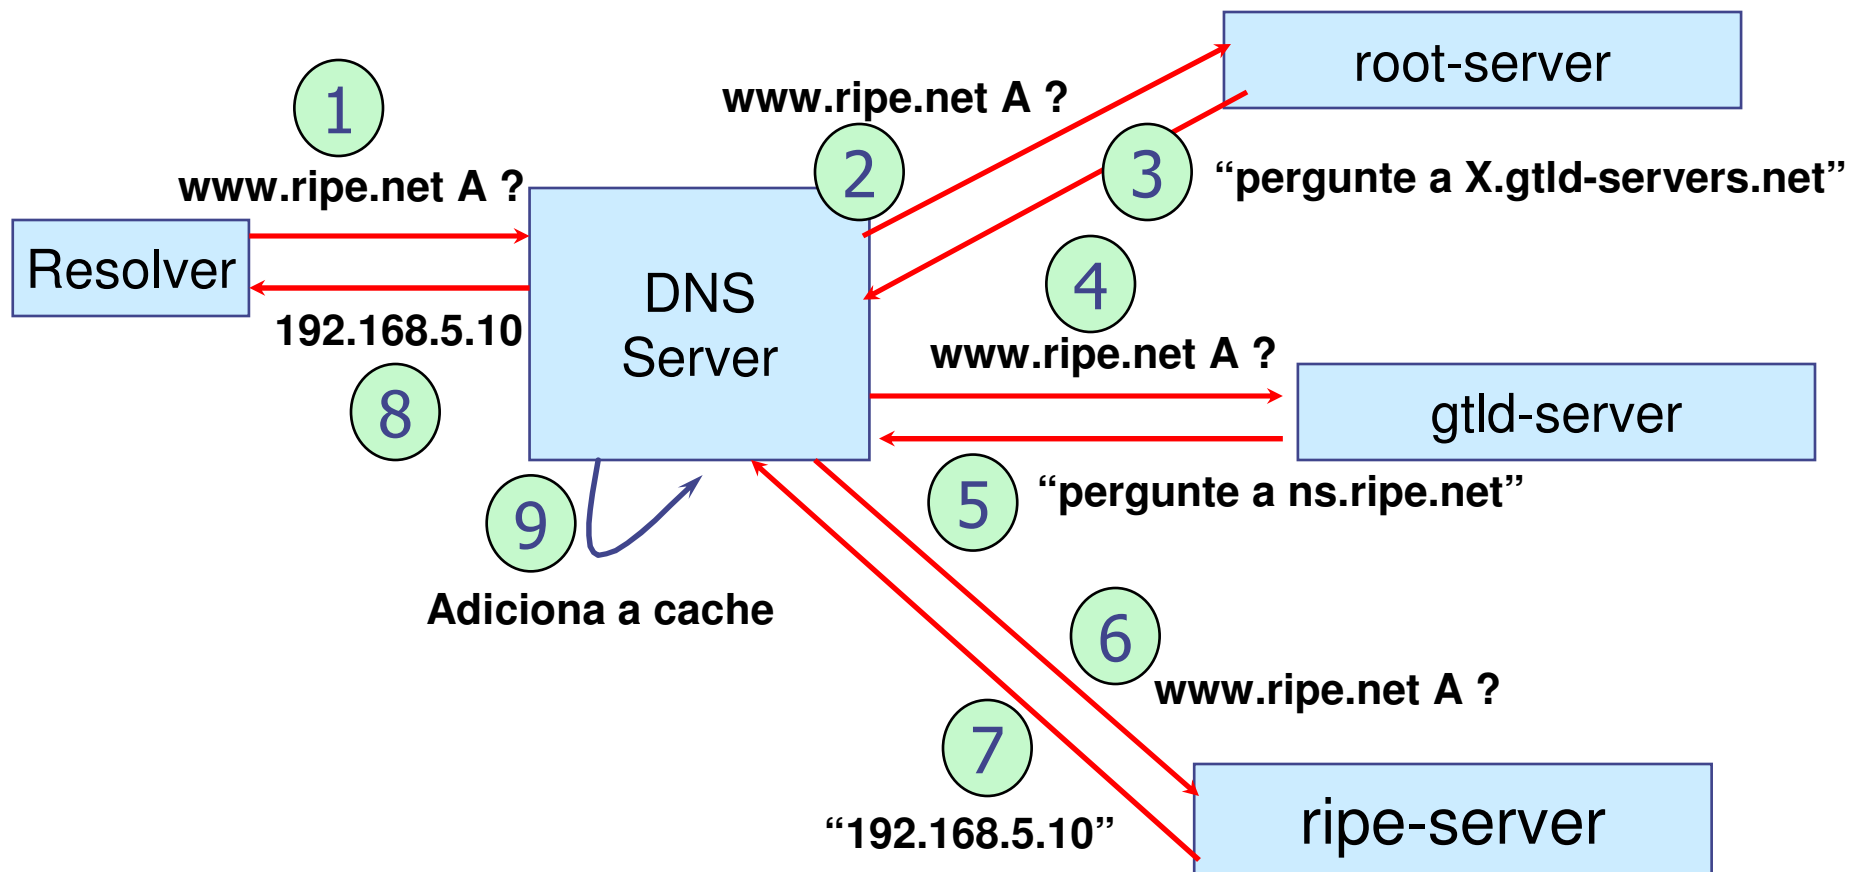 root-server
www.ripe.net A ?
1
2
3
“pergunte a X.gtld-servers.net”
www.ripe.net A ?
Resolver
DNS
Server
4
192.168.5.10
www.ripe.net A ?
8
gtld-server
5
“pergunte a ns.ripe.net”
9
Adiciona a cache
6
www.ripe.net A ?
7
“192.168.5.10”
ripe-server